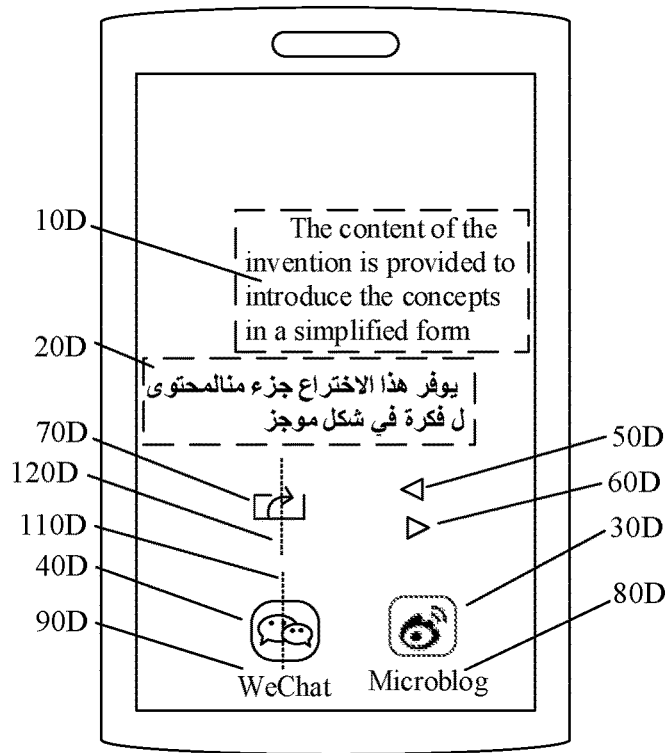 10D
The content of the
invention is provided to
introduce the concepts
in a simplified form
20D
يوفر هذا الاختراع جزء منالمحتوى
ل فكرة في شكل موجز
70D
50D
120D
60D
110D
30D
40D
80D
90D
WeChat
Microblog